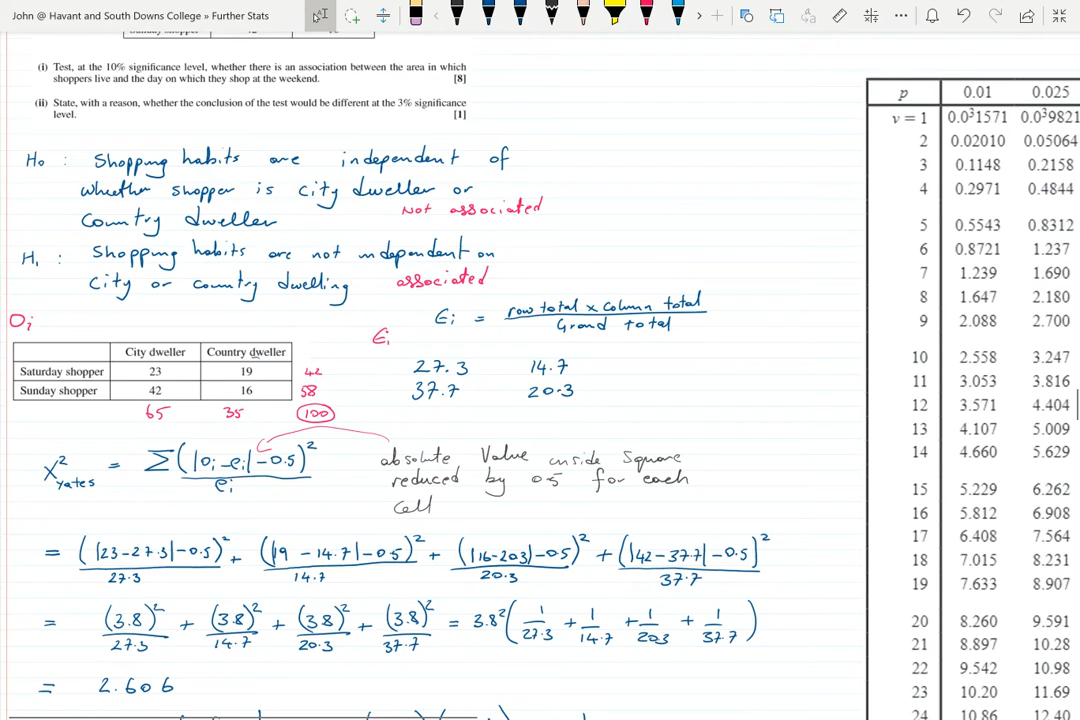 John @ Havant and South Downs College » Further Stats
(i) Test, at the 10% significance level, whether there is an association between the area in which
shoppers live and the day on which they shop at the weekend. [8]
(ii) State, with a reason, whether the conclusion of the test would be different at the 3% significance
level. [1]
H₀ : Shopping habits are independent of
whether shopper is city dweller or
Country dweller
Not associated
H₁ : Shopping habits are not independent on
city or country dwelling
associated
Oi
Ei
Ei = row total x column total / Grand total
City dweller Country dweller
Saturday shopper 23 19 42
Sunday shopper 42 16 58
65 35 100
27.3 14.7
37.7 20.3
X²yates = Σ(|oi-ei|-0.5)² / ei
absolute Value inside Square
reduced by 0.5 for each
cell
= (|23-27.3|-0.5)²/27.3 + (|19-14.7|-0.5)²/14.7 + (|16-203)-0.5)²/20.3 + (|42-37.7|-0.5)²/37.7
= (3.8)²/27.3 + (3.8)²/14.7 + (3.8)²/20.3 + (3.8)²/37.7 = 3.8²(1/27.3 + 1/14.7 + 1/203 + 1/37.7)
= 2.606
p 0.01 0.025
ν = 1 0.0³1571 0.0³9821
2 0.02010 0.05064
3 0.1148 0.2158
4 0.2971 0.4844
5 0.5543 0.8312
6 0.8721 1.237
7 1.239 1.690
8 1.647 2.180
9 2.088 2.700
10 2.558 3.247
11 3.053 3.816
12 3.571 4.404
13 4.107 5.009
14 4.660 5.629
15 5.229 6.262
16 5.812 6.908
17 6.408 7.564
18 7.015 8.231
19 7.633 8.907
20 8.260 9.591
21 8.897 10.28
22 9.542 10.98
23 10.20 11.69
24 10.86 12.40